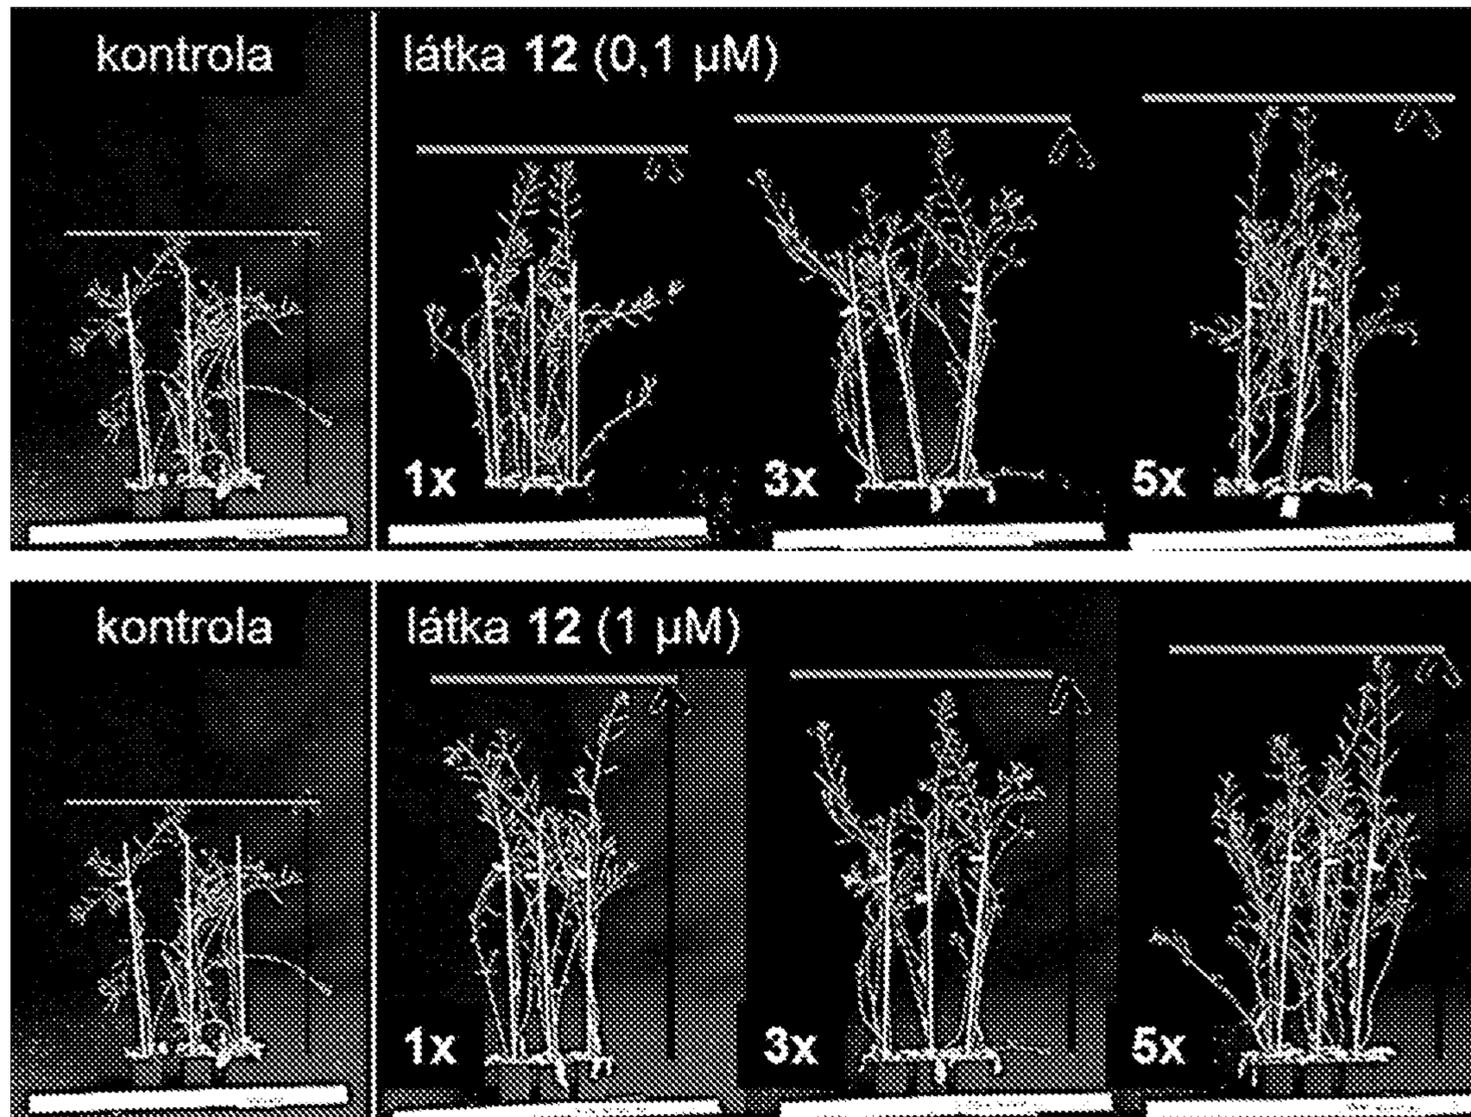 kontrola
látka 12 (0,1 µM)
1x
3x
5x
kontrola
látka 12 (1 µM)
1x
3x
5x